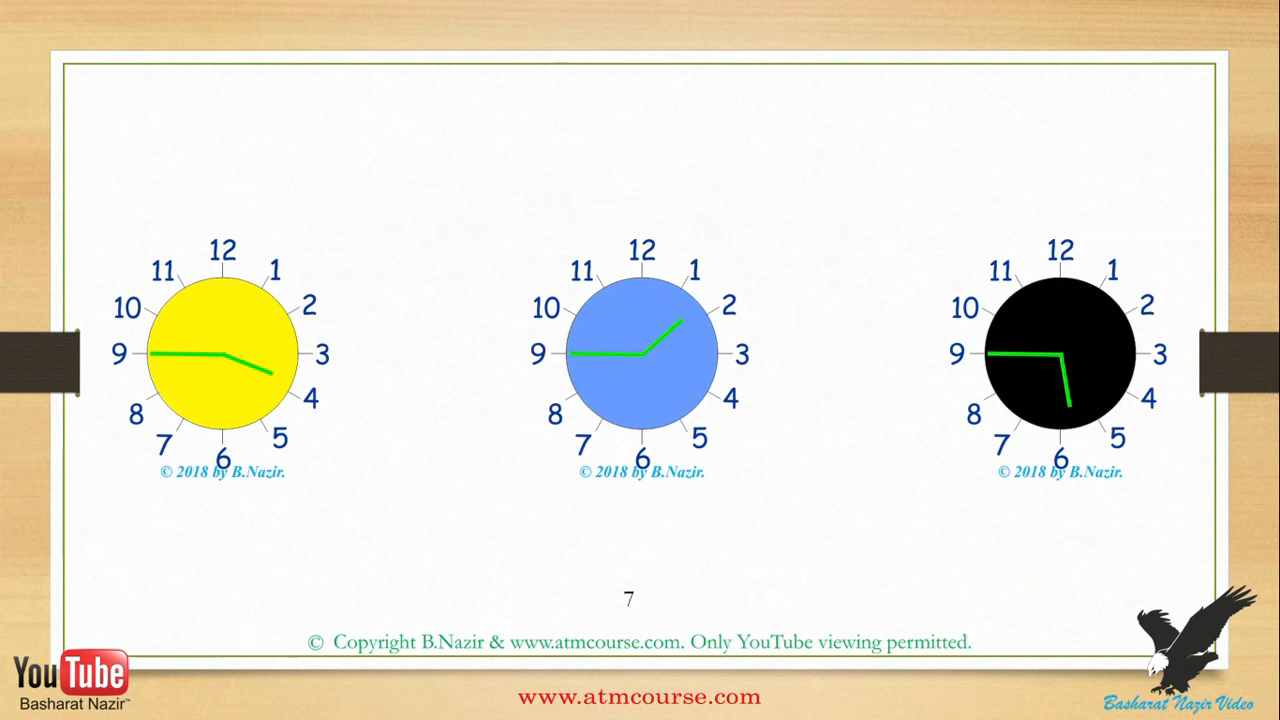 12 12 12
11 1 11 1 11 1
10 2 10 2 10 2
9 3 9 3 9 3
8 4 8 4 8 4
7 5 7 5 7 5
6 6 6
© 2018 by B.Nazir. © 2018 by B.Nazir. © 2018 by B.Nazir.
7
© Copyright B.Nazir & www.atmcourse.com. Only YouTube viewing permitted.
YouTube
Basharat Nazir™
www.atmcourse.com
Basharat Nazir Video